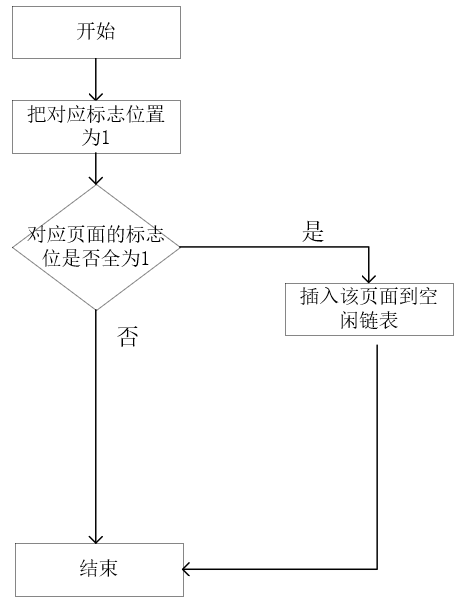 开始
把对应标志位置
为1
对应页面的标志
位是否全为1
是
插入该页面到空
闲链表
否
结束